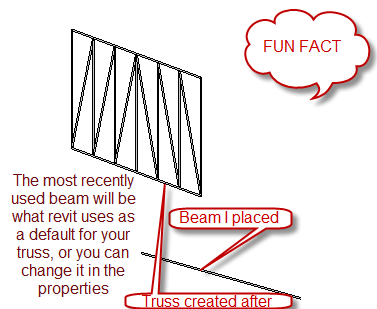 FUN FACT
The most recently
used beam will be
what revit uses as
a default for your
truss, or you can
change it in the
properties
Beam I placed
Truss created after